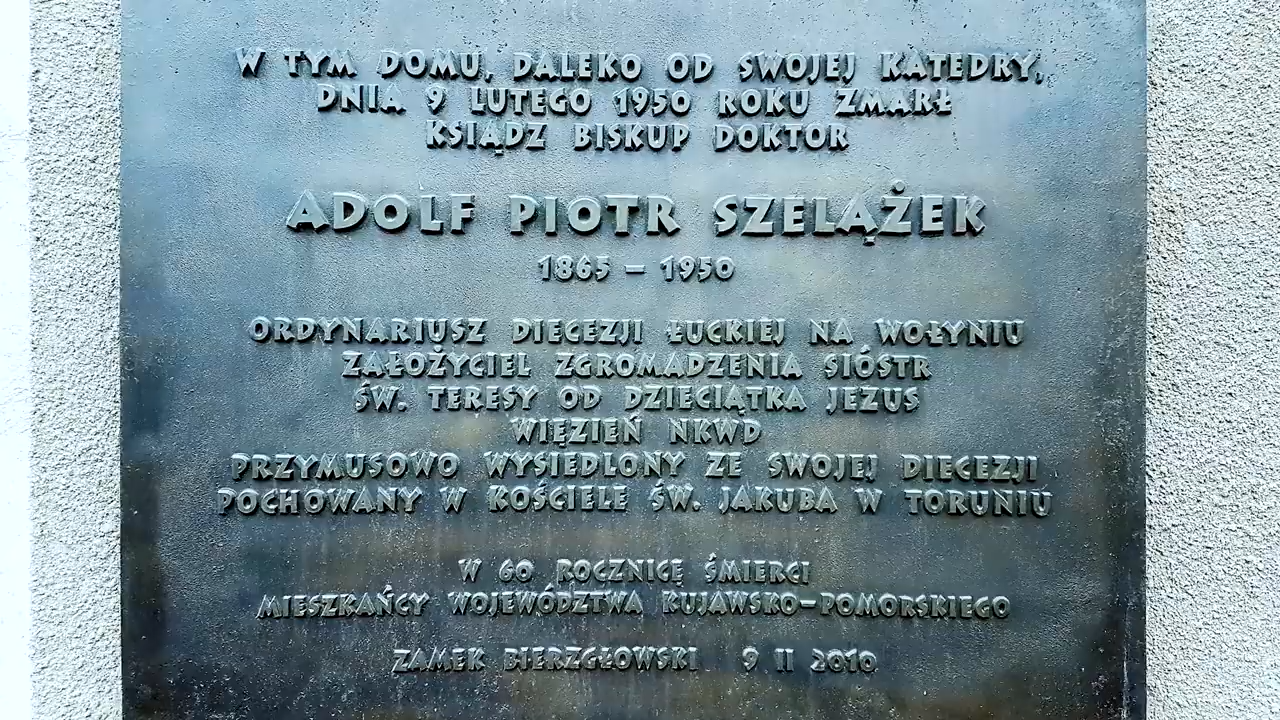 W TYM DOMU, DALEKO OD SWOJEJ KATEDRY,
DNIA 9 LUTEGO 1950 ROKU ZMARŁ
KSIĄDZ BISKUP DOKTOR
ADOLF PIOTR SZELĄŻEK
1865 – 1950
ORDYNARIUSZ DIECEZJI ŁUCKIEJ NA WOŁYNIU
ZAŁOŻYCIEL ZGROMADZENIA SIÓSTR
ŚW. TERESY OD DZIECIĄTKA JEZUS
WIĘZIEŃ NKWD
PRZYMUSOWO WYSIEDLONY ZE SWOJEJ DIECEZJI
POCHOWANY W KOŚCIELE ŚW. JAKUBA W TORUNIU
W 60 ROCZNICĘ ŚMIERCI
MIESZKAŃCY WOJEWÓDZTWA KUJAWSKO-POMORSKIEGO
ZAMEK BIERZGŁOWSKI 9 II 2010